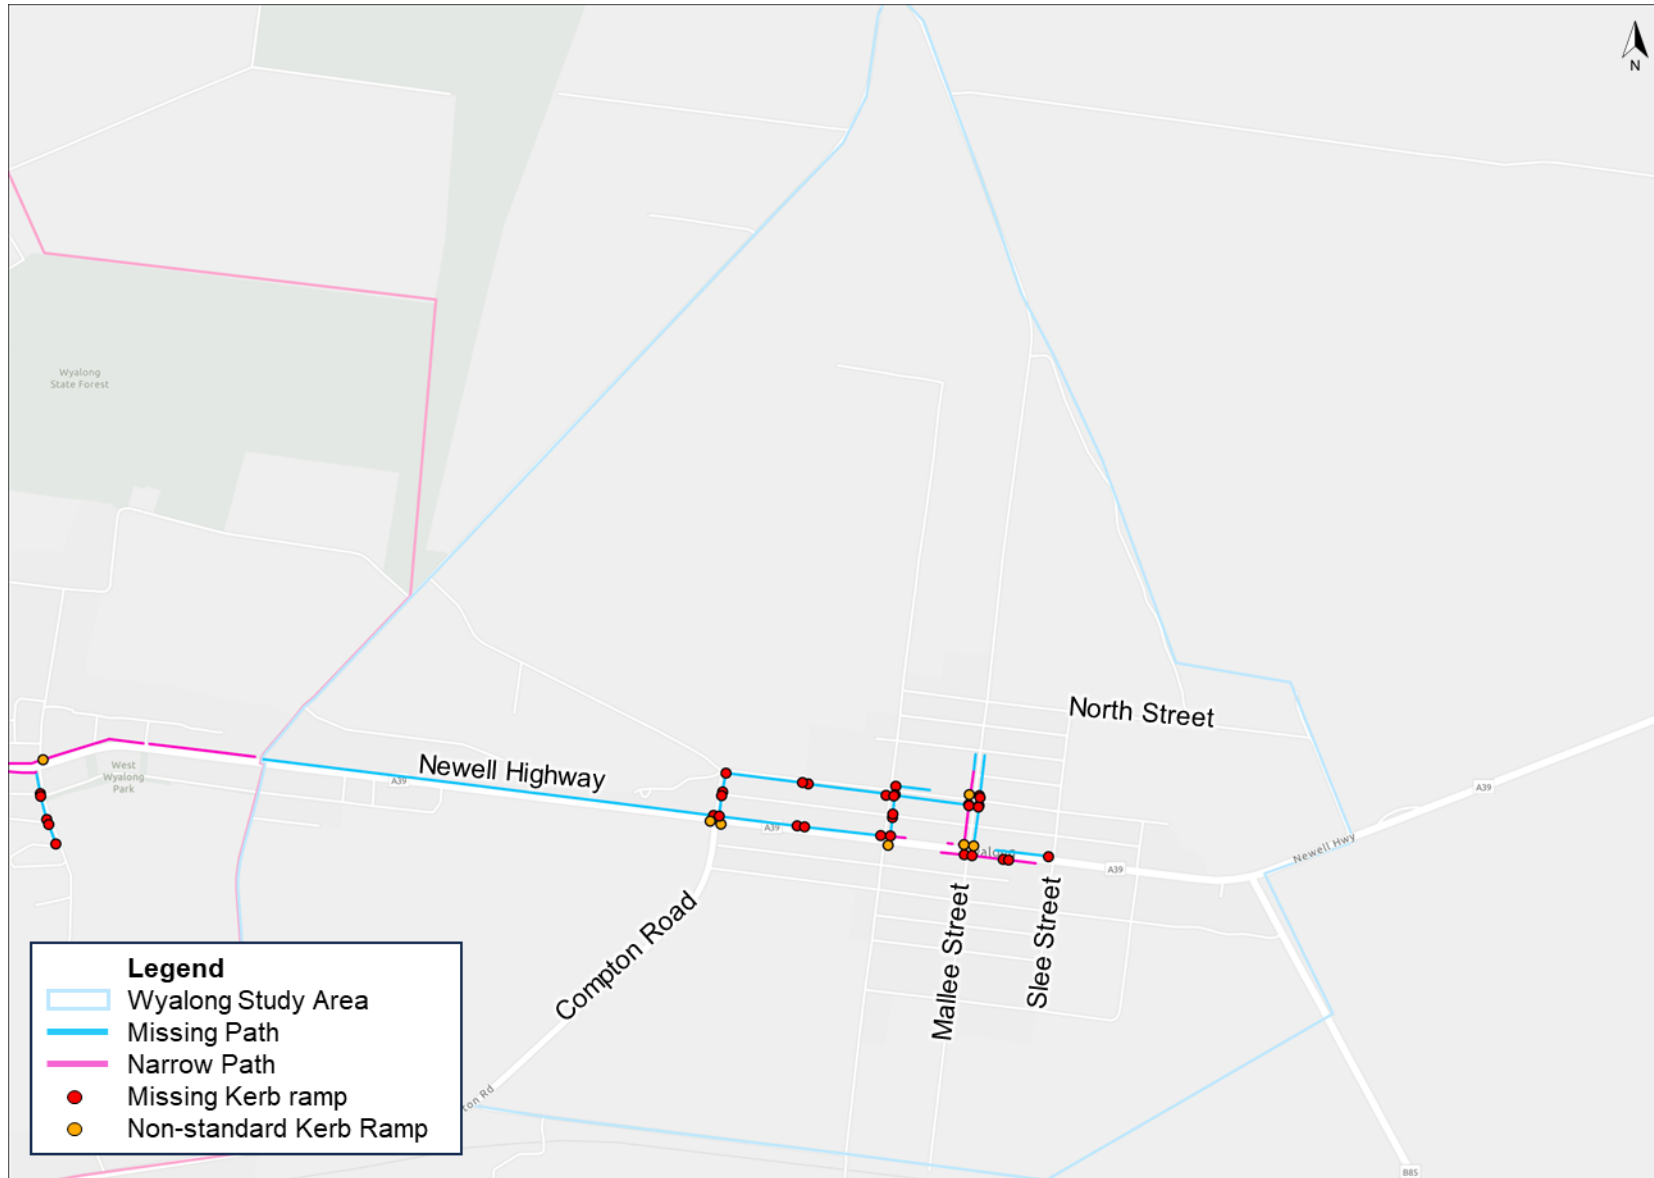 N
Wyalong
State Forest
North Street
West
Wyalong
Park
Newell Highway
A39
A39
A39
A39
Newell Hwy
Mallee Street
Slee Street
Compton Road
ton Rd
B85
Legend
Wyalong Study Area
Missing Path
Narrow Path
Missing Kerb ramp
Non-standard Kerb Ramp